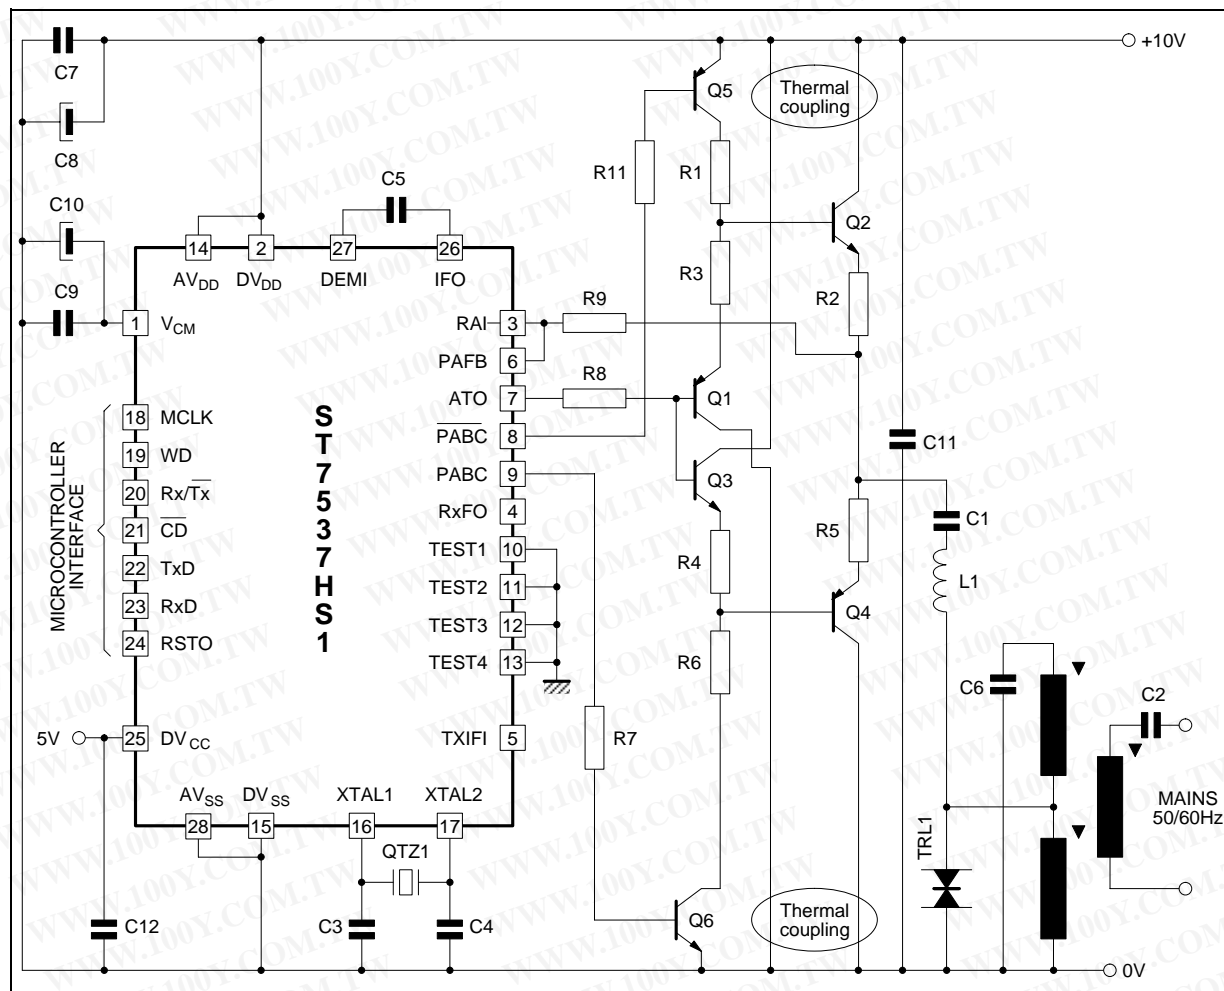 C7
+10V
Q5
Thermal
coupling
C8
R11
R1
C5
C10
Q2
14
2
27
26
AVDD
DVDD
DEMI
IFO
R3
R2
C9
R9
1
VCM
RAI
3
PAFB
6
R8
ATO
7
Q1
18
MCLK
PABC
8
C11
19
WD
PABC
9
Q3
20
Rx/Tx
RxFO
4
21
CD
TEST1
10
R5
C1
22
TxD
TEST2
11
R4
L1
23
RxD
TEST3
12
Q4
24
RSTO
TEST4
13
R6
MICROCONTROLLER
INTERFACE
ST7537HS1
C6
C2
5V
25
DVCC
TXIFI
5
R7
AVSS
DVSS
XTAL1
XTAL2
MAINS
50/60Hz
28
15
16
17
QTZ1
TRL1
C12
C3
C4
Q6
Thermal
coupling
0V
WWW.100Y.COM.TW